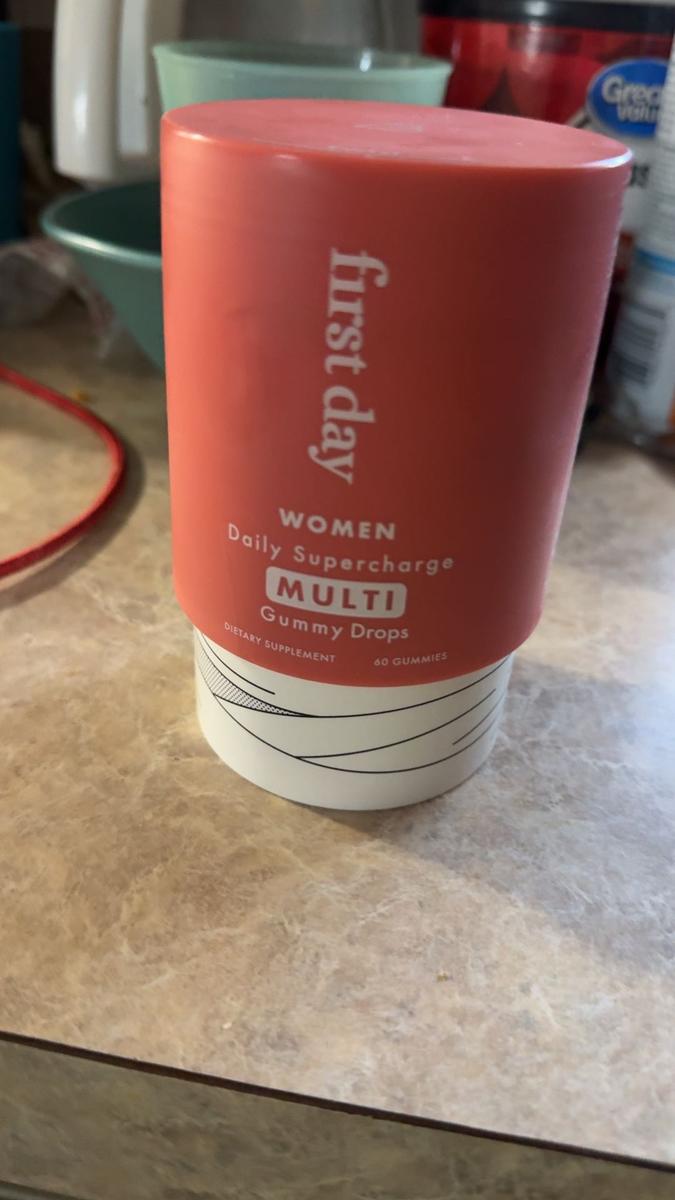 first day
WOMEN
Daily Supercharge
MULTI
Gummy Drops
DIETARY SUPPLEMENT 60 GUMMIES